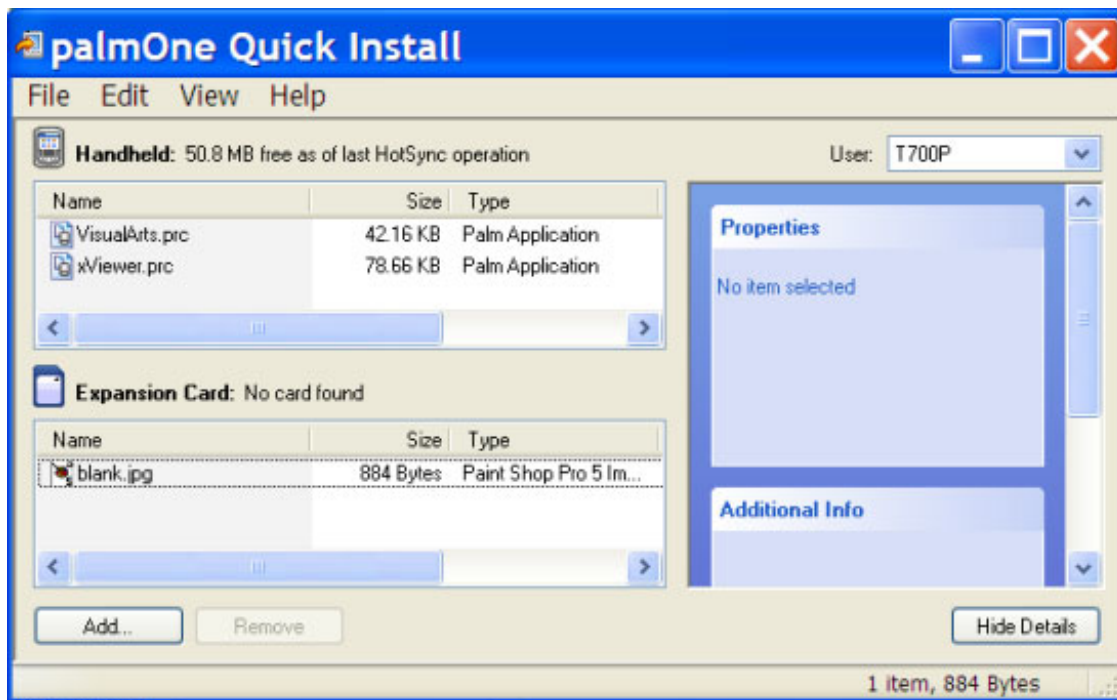 palmOne Quick Install
File Edit View Help
Handheld: 50.8 MB free as of last HotSync operation
User: T700P
Name Size Type
VisualArts.prc 42.16 KB Palm Application
xViewer.prc 78.66 KB Palm Application
Expansion Card: No card found
Name Size Type
blank.jpg 884 Bytes Paint Shop Pro 5 Im...
Properties
No item selected
Additional Info
Add... Remove Hide Details
1 item, 884 Bytes